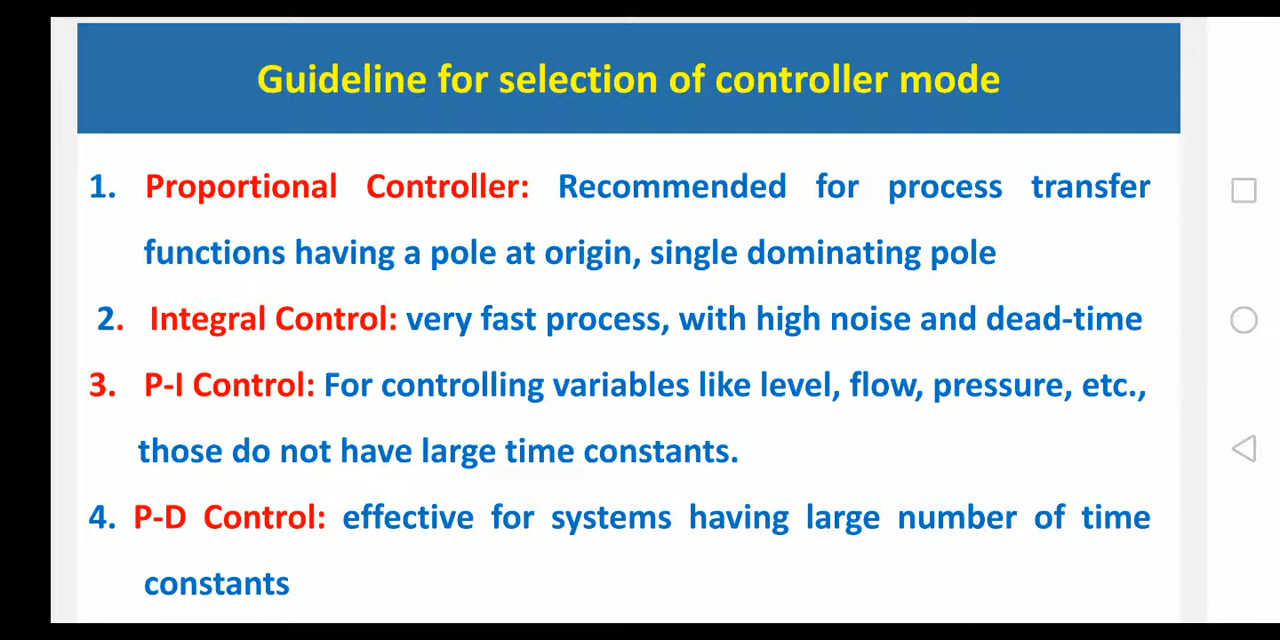 Guideline for selection of controller mode
1. Proportional Controller: Recommended for process transfer
functions having a pole at origin, single dominating pole
2. Integral Control: very fast process, with high noise and dead-time
3. P-I Control: For controlling variables like level, flow, pressure, etc.,
those do not have large time constants.
4. P-D Control: effective for systems having large number of time
constants